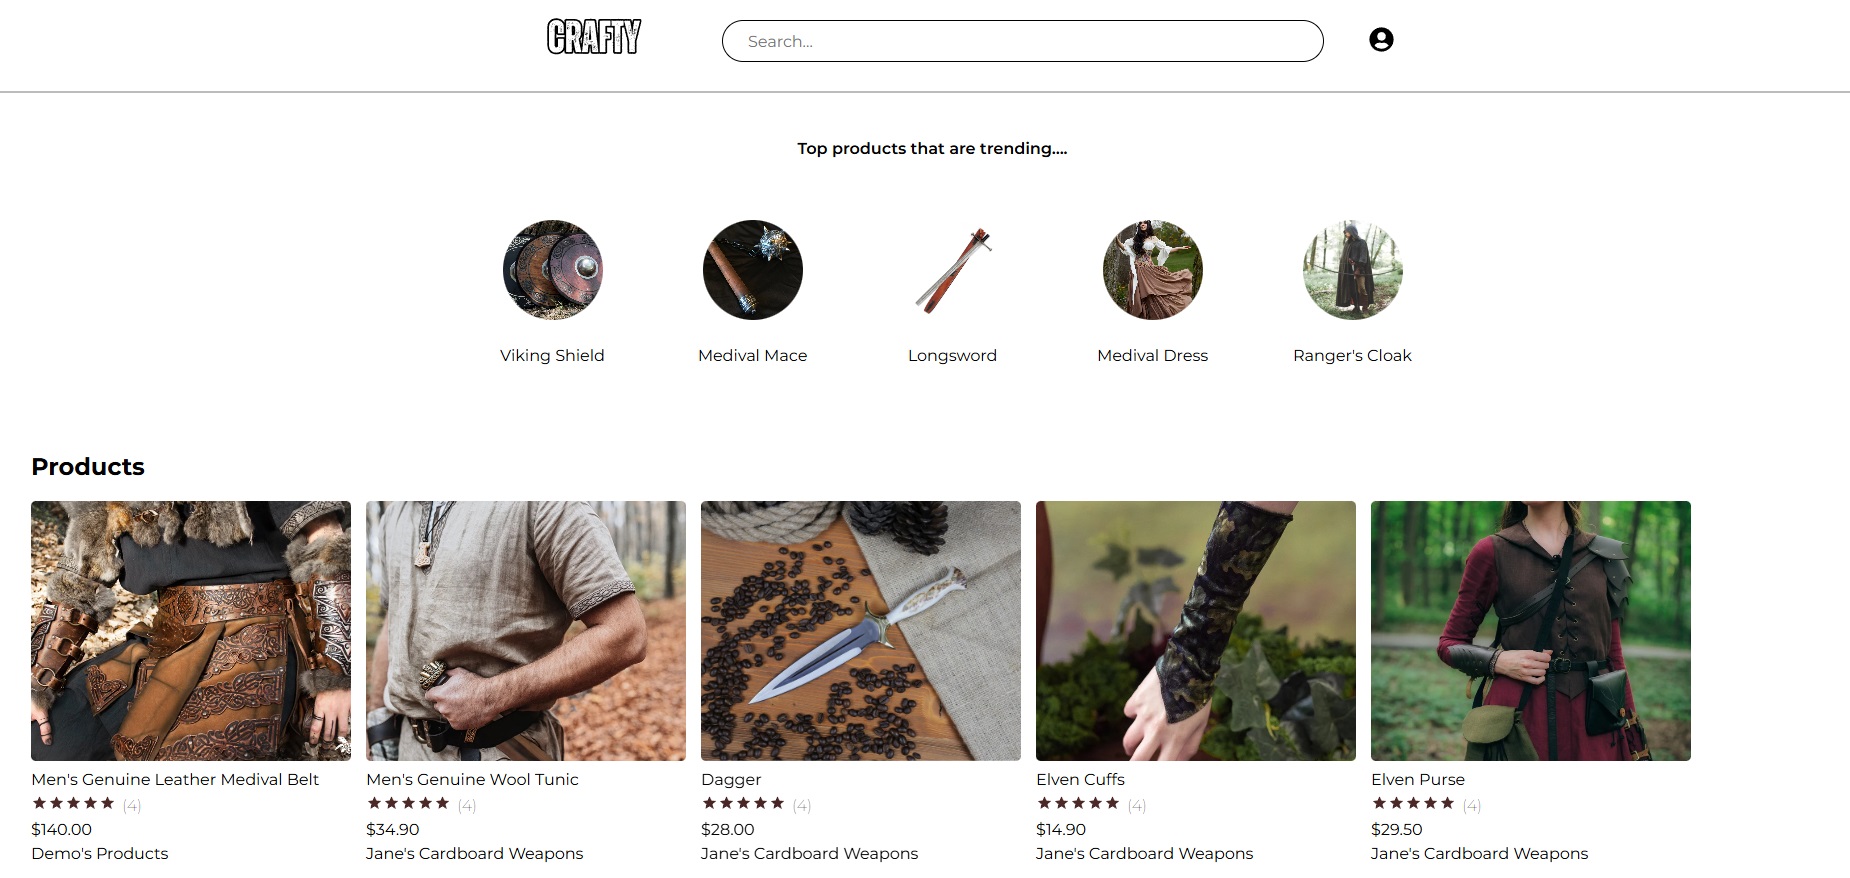 CRAFTY
Search...
Top products that are trending....
Viking Shield
Medival Mace
Longsword
Medival Dress
Ranger's Cloak
Products
Men's Genuine Leather Medival Belt
(4)
$140.00
Demo's Products
Men's Genuine Wool Tunic
(4)
$34.90
Jane's Cardboard Weapons
Dagger
(4)
$28.00
Jane's Cardboard Weapons
Elven Cuffs
(4)
$14.90
Jane's Cardboard Weapons
Elven Purse
(4)
$29.50
Jane's Cardboard Weapons